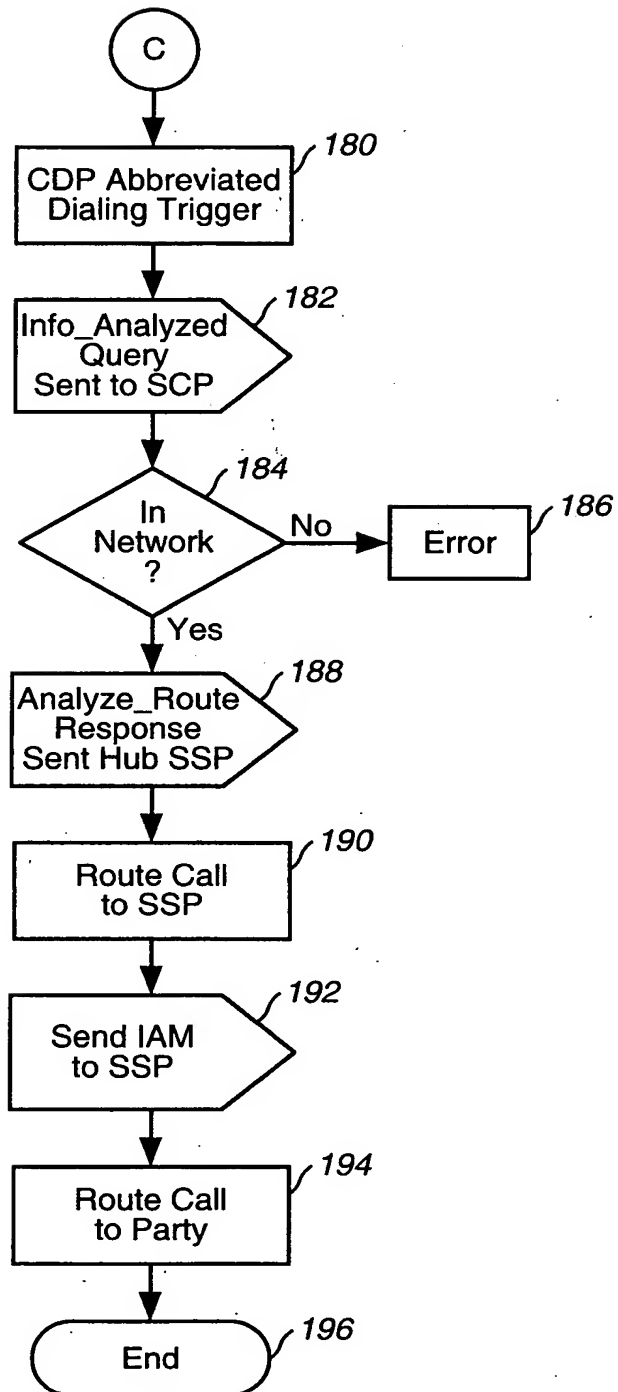 C
180
CDP Abbreviated
Dialing Trigger
182
Info_Analyzed
Query
Sent to SCP
184
In
Network
?
No
186
Error
Yes
188
Analyze_Route
Response
Sent Hub SSP
190
Route Call
to SSP
192
Send IAM
to SSP
194
Route Call
to Party
196
End